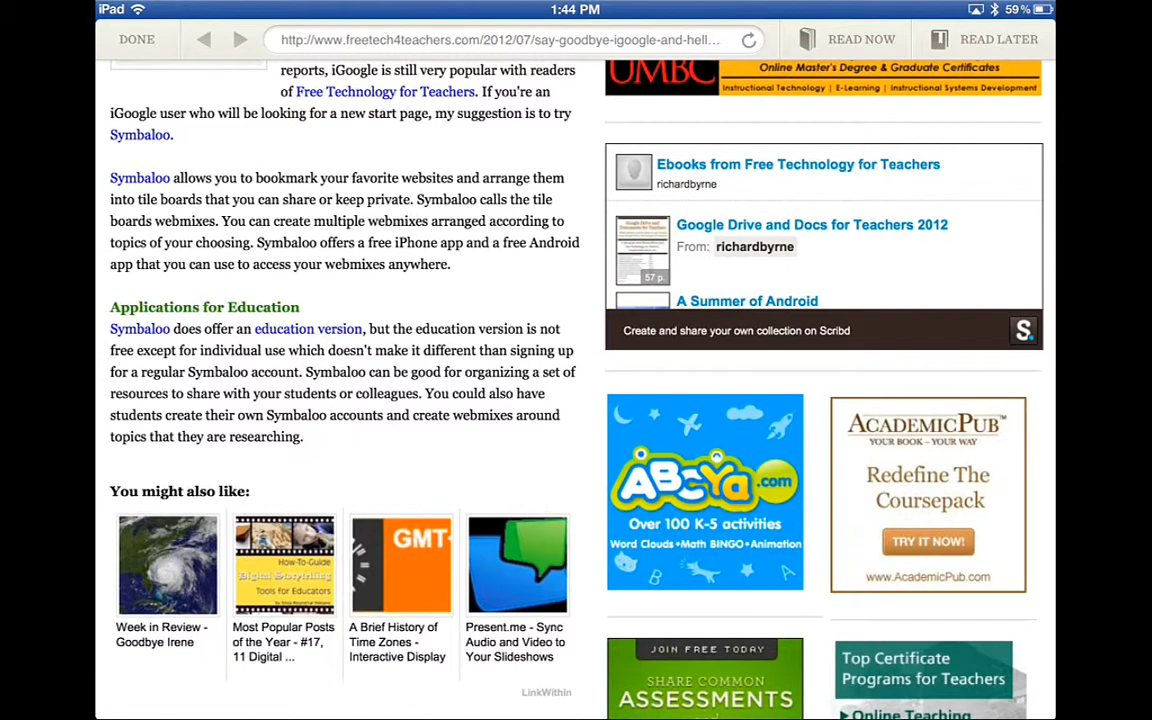 iPad
1:44 PM
59%
DONE
http://www.freetech4teachers.com/2012/07/say-goodbye-igoogle-and-hell...
READ NOW
READ LATER
reports, iGoogle is still very popular with readers
of Free Technology for Teachers. If you're an
iGoogle user who will be looking for a new start page, my suggestion is to try
Symbaloo.
Symbaloo allows you to bookmark your favorite websites and arrange them
into tile boards that you can share or keep private. Symbaloo calls the tile
boards webmixes. You can create multiple webmixes arranged according to
topics of your choosing. Symbaloo offers a free iPhone app and a free Android
app that you can use to access your webmixes anywhere.
Applications for Education
Symbaloo does offer an education version, but the education version is not
free except for individual use which doesn't make it different than signing up
for a regular Symbaloo account. Symbaloo can be good for organizing a set of
resources to share with your students or colleagues. You could also have
students create their own Symbaloo accounts and create webmixes around
topics that they are researching.
You might also like:
How-To-Guide
Digital Storytelling
Tools for Educators
GMT-
Week in Review -
Goodbye Irene
Most Popular Posts
of the Year - #17,
11 Digital ...
A Brief History of
Time Zones -
Interactive Display
Present.me - Sync
Audio and Video to
Your Slideshows
LinkWithin
UMBC
Online Master's Degree & Graduate Certificates
Instructional Technology | E-Learning | Instructional Systems Development
Ebooks from Free Technology for Teachers
richardbyrne
Google Drive and Docs for Teachers 2012
From: richardbyrne
57 p.
A Summer of Android
Create and share your own collection on Scribd
S.
ABCYa.com
Over 100 K-5 activities
Word Clouds•Math BINGO•Animation
B
A
ACADEMICPUB™
YOUR BOOK - YOUR WAY
Redefine The
Coursepack
TRY IT NOW!
www.AcademicPub.com
JOIN FREE TODAY
SHARE COMMON
ASSESSMENTS
Top Certificate
Programs for Teachers
Online Teaching